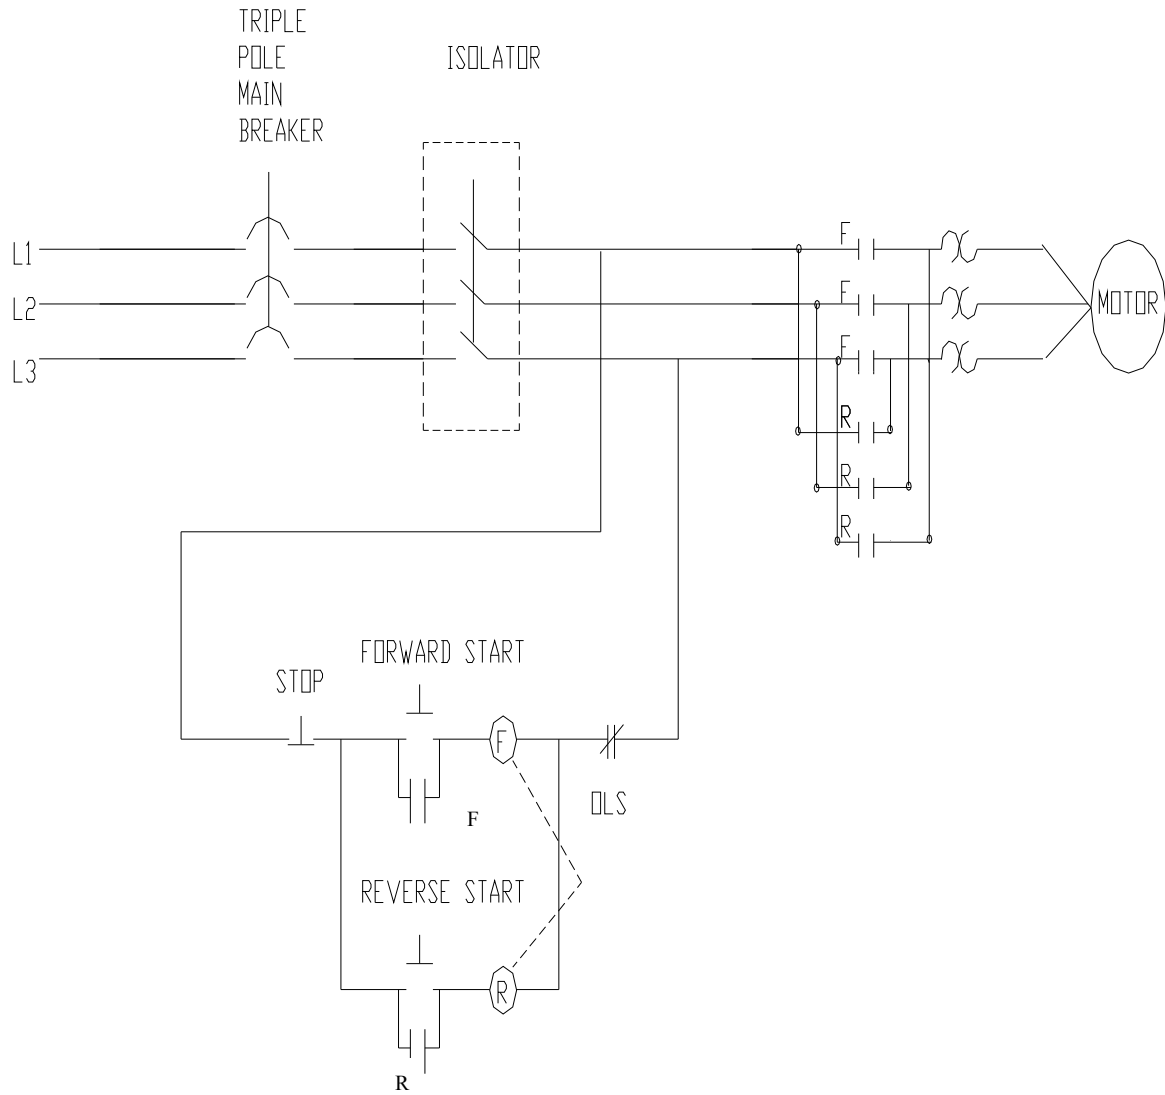 TRIPLE
POLE
MAIN
BREAKER
ISOLATOR
L1
L2
L3
F
F
F
R
R
R
MOTOR
FORWARD START
STOP
F
OLS
F
REVERSE START
R
R